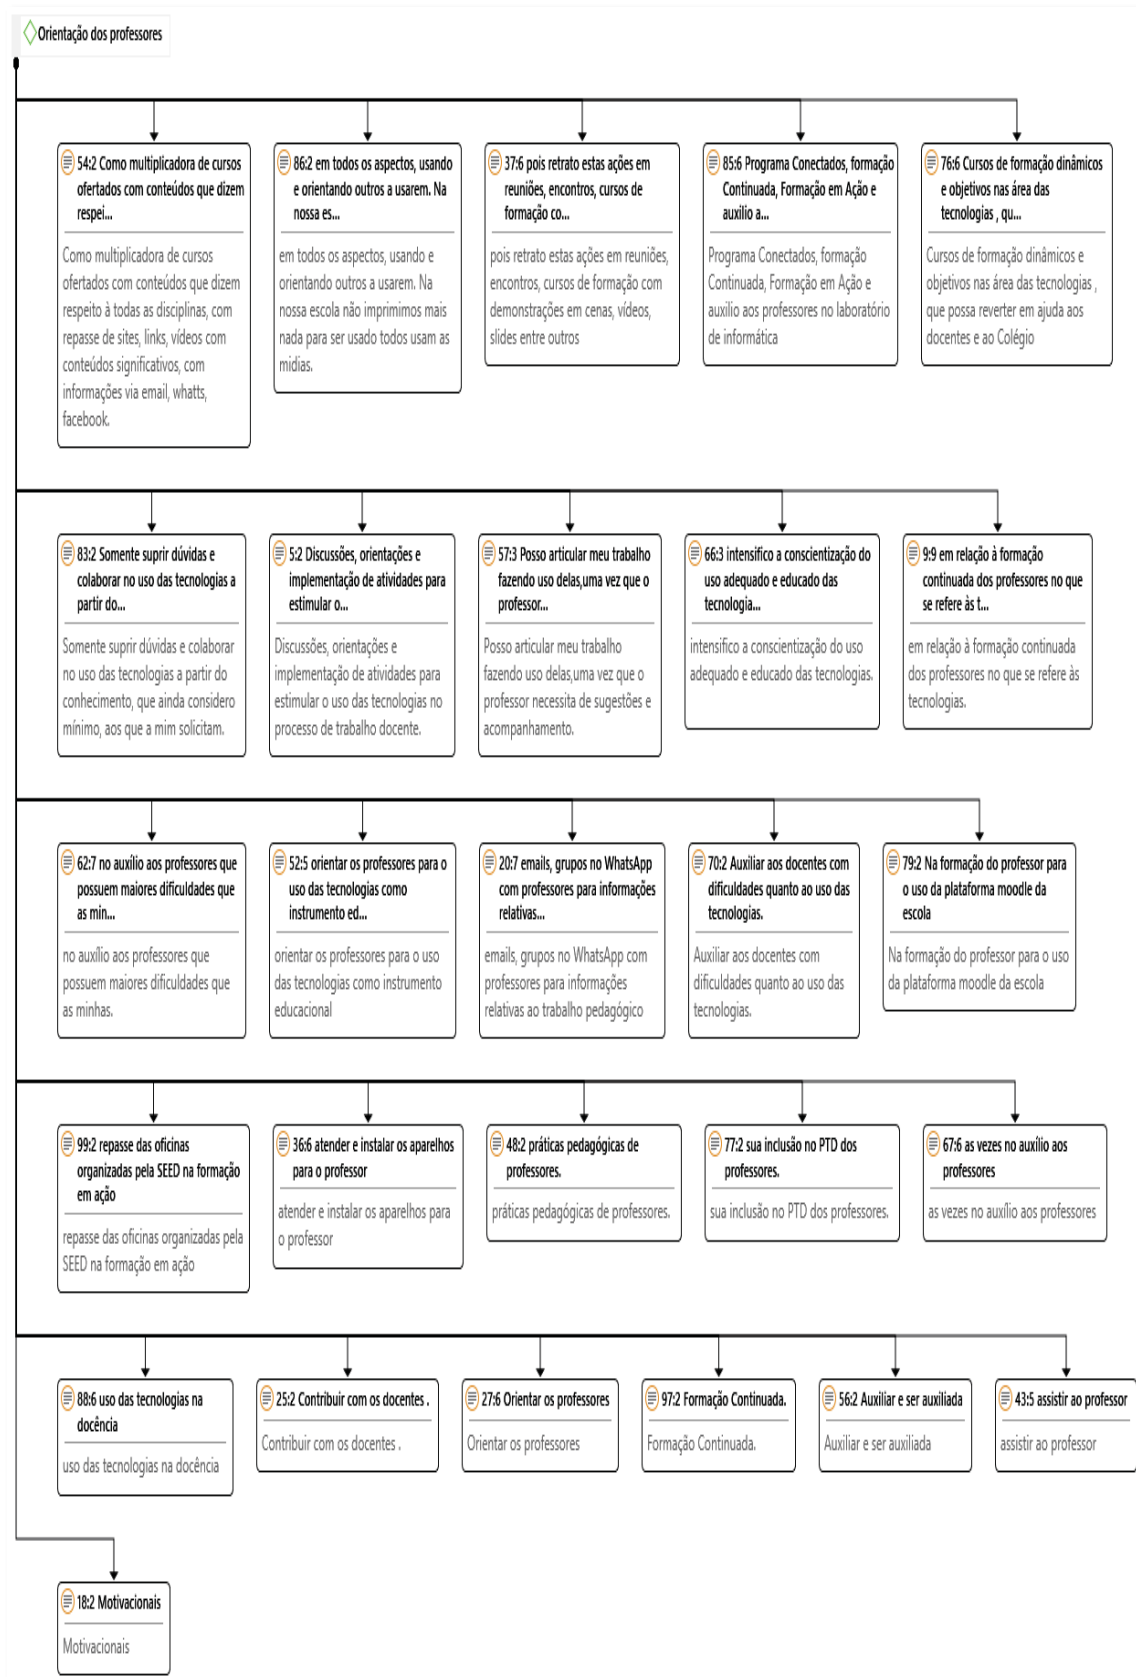 Orientação dos professores
54:2 Como multiplicadora de cursos
ofertados com conteúdos que dizem
respei...
Como multiplicadora de cursos
ofertados com conteúdos que dizem
respeito à todas as disciplinas, com
repasse de sites, links, vídeos com
conteúdos significativos, com
informações via email, whatts,
facebook.
86:2 em todos os aspectos, usando
e orientando outros a usarem. Na
nossa es...
em todos os aspectos, usando e
orientando outros a usarem. Na
nossa escola não imprimimos mais
nada para ser usado todos usam as
midias.
37:6 pois retrato estas ações em
reuniões, encontros, cursos de
formação co...
pois retrato estas ações em reuniões,
encontros, cursos de formação com
demonstrações em cenas, vídeos,
slides entre outros
85:6 Programa Conectados, formação
Continuada, Formação em Ação e
auxílio a...
Programa Conectados, formação
Continuada, Formação em Ação e
auxílio aos professores no laboratório
de informática
76:6 Cursos de formação dinâmicos
e objetivos nas área das
tecnologias , qu...
Cursos de formação dinâmicos e
objetivos nas área das tecnologias ,
que possa reverter em ajuda aos
docentes e ao Colégio
83:2 Somente suprir dúvidas e
colaborar no uso das tecnologias a
partir do...
Somente suprir dúvidas e colaborar
no uso das tecnologias a partir do
conhecimento, que ainda considero
mínimo, aos que a mim solicitam.
5:2 Discussões, orientações e
implementação de atividades para
estimular o...
Discussões, orientações e
implementação de atividades para
estimular o uso das tecnologias no
processo de trabalho docente.
57:3 Posso articular meu trabalho
fazendo uso delas,uma vez que o
professor...
Posso articular meu trabalho
fazendo uso delas,uma vez que o
professor necessita de sugestões e
acompanhamento.
66:3 intensifico a conscientização do
uso adequado e educado das
tecnologia...
intensifico a conscientização do uso
adequado e educado das tecnologias.
9:9 em relação à formação
continuada dos professores no que
se refere às t...
em relação à formação continuada
dos professores no que se refere às
tecnologias.
62:7 no auxílio aos professores que
possuem maiores dificuldades que
as min...
no auxílio aos professores que
possuem maiores dificuldades que
as minhas.
52:5 orientar os professores para o
uso das tecnologias como
instrumento ed...
orientar os professores para o uso
das tecnologias como instrumento
educacional
20:7 emails, grupos no WhatsApp
com professores para informações
relativas...
emails, grupos no WhatsApp com
professores para informações
relativas ao trabalho pedagógico
70:2 Auxiliar aos docentes com
dificuldades quanto ao uso das
tecnologias.
Auxiliar aos docentes com
dificuldades quanto ao uso das
tecnologias.
79:2 Na formação do professor para
o uso da plataforma moodle da
escola
Na formação do professor para o uso
da plataforma moodle da escola
99:2 repasse das oficinas
organizadas pela SEED na formação
em ação
repasse das oficinas organizadas pela
SEED na formação em ação
36:6 atender e instalar os aparelhos
para o professor
atender e instalar os aparelhos para
o professor
48:2 práticas pedagógicas de
professores.
práticas pedagógicas de professores.
77:2 sua inclusão no PTD dos
professores.
sua inclusão no PTD dos professores.
67:6 as vezes no auxílio aos
professores
as vezes no auxílio aos professores
88:6 uso das tecnologias na
docência
uso das tecnologias na docência
25:2 Contribuir com os docentes .
Contribuir com os docentes .
27:6 Orientar os professores
Orientar os professores
97:2 Formação Continuada.
Formação Continuada.
56:2 Auxiliar e ser auxiliada
Auxiliar e ser auxiliada
43:5 assistir ao professor
assistir ao professor
18:2 Motivacionais
Motivacionais